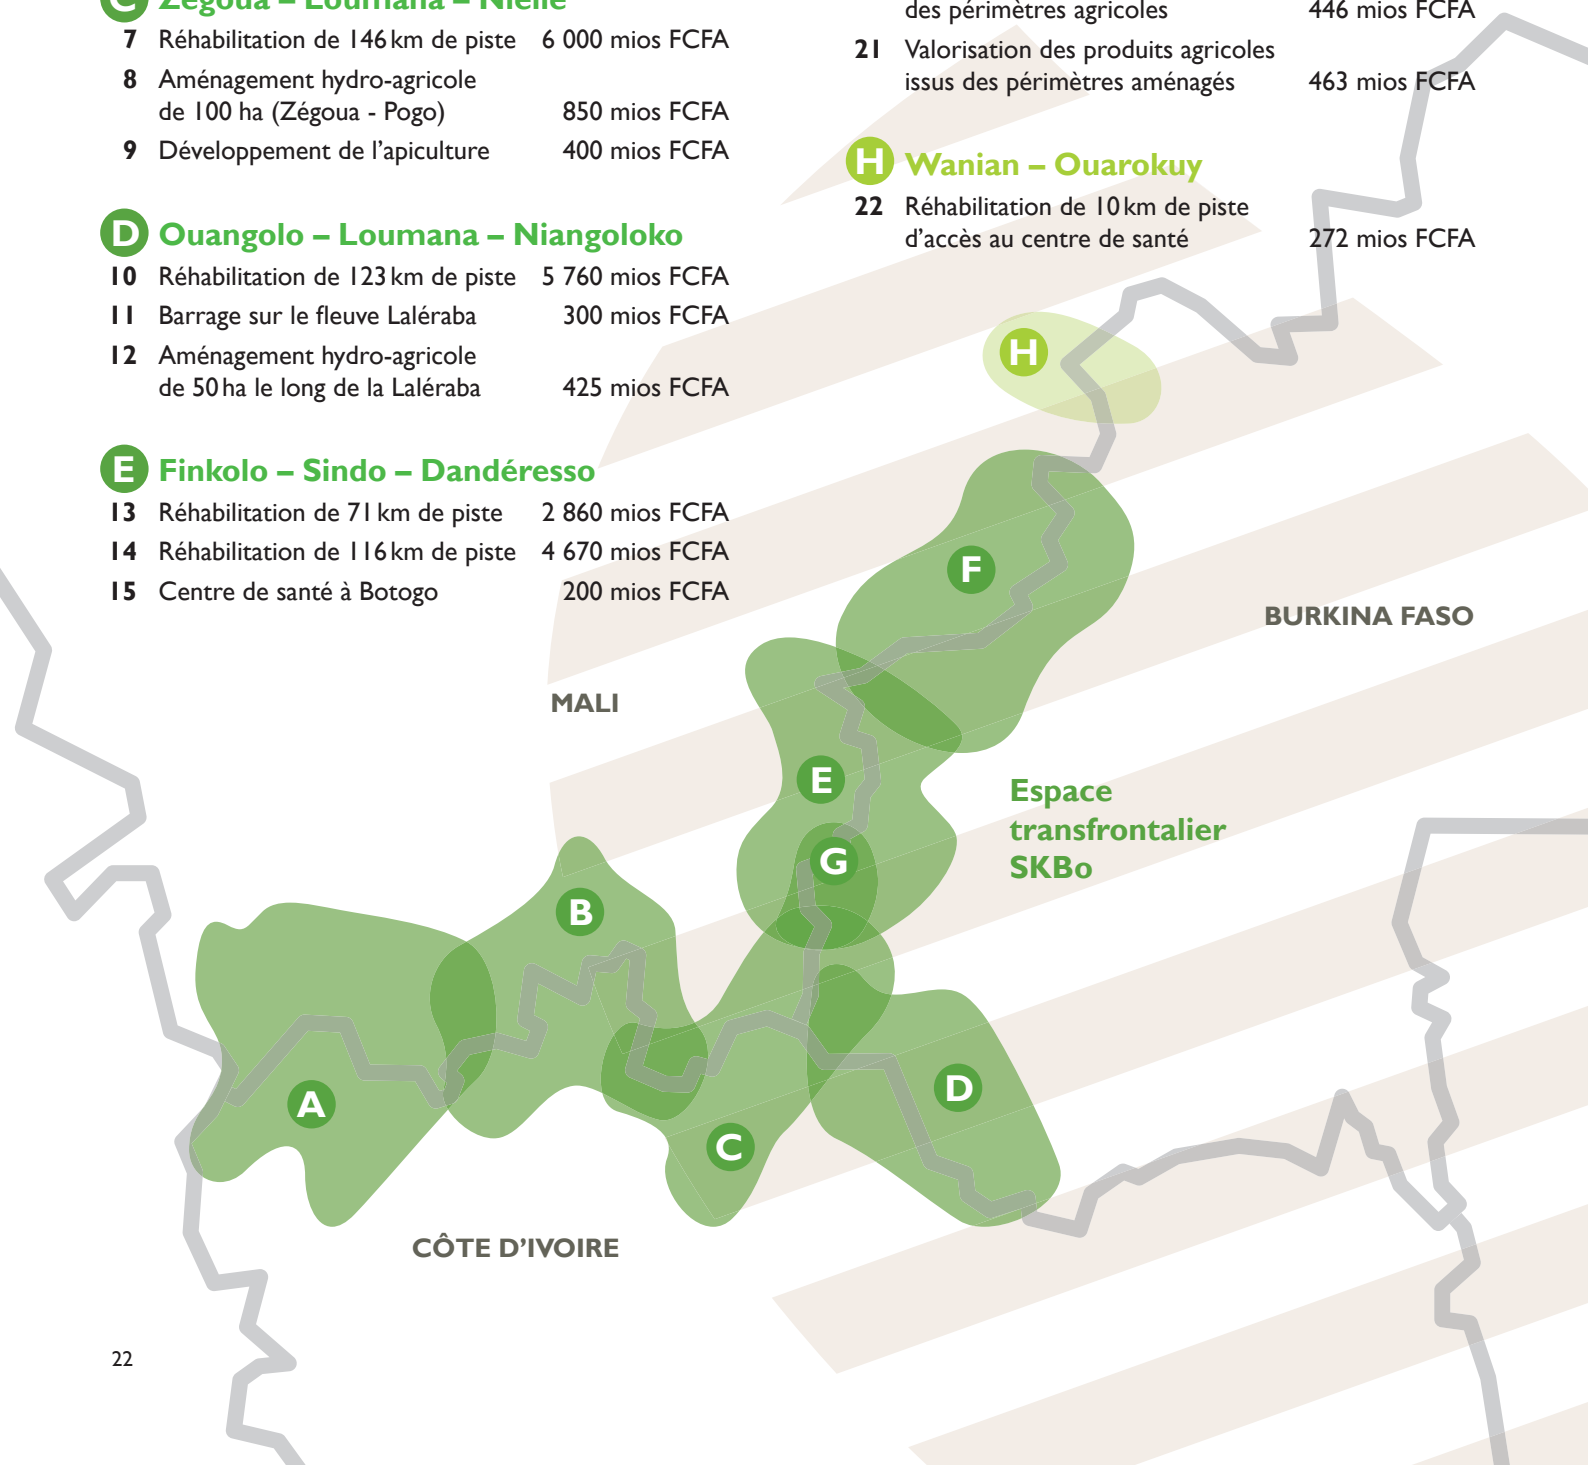 C Zégoua – Loumana – Niellé
7 Réhabilitation de 146 km de piste 6 000 mios FCFA
8 Aménagement hydro-agricole
de 100 ha (Zégoua - Pogo) 850 mios FCFA
9 Développement de l’apiculture 400 mios FCFA
D Ouangolo – Loumana – Niangoloko
10 Réhabilitation de 123 km de piste 5 760 mios FCFA
11 Barrage sur le fleuve Laléraba 300 mios FCFA
12 Aménagement hydro-agricole
de 50 ha le long de la Laléraba 425 mios FCFA
E Finkolo – Sindo – Dandéresso
13 Réhabilitation de 71 km de piste 2 860 mios FCFA
14 Réhabilitation de 116 km de piste 4 670 mios FCFA
15 Centre de santé à Botogo 200 mios FCFA
des périmètres agricoles 446 mios FCFA
21 Valorisation des produits agricoles
issus des périmètres aménagés 463 mios FCFA
H Wanian – Ouarokuy
22 Réhabilitation de 10 km de piste
d’accès au centre de santé 272 mios FCFA
H
F
BURKINA FASO
MALI
E
Espace
transfrontalier
SKBo
G
B
A
D
C
CÔTE D’IVOIRE
22